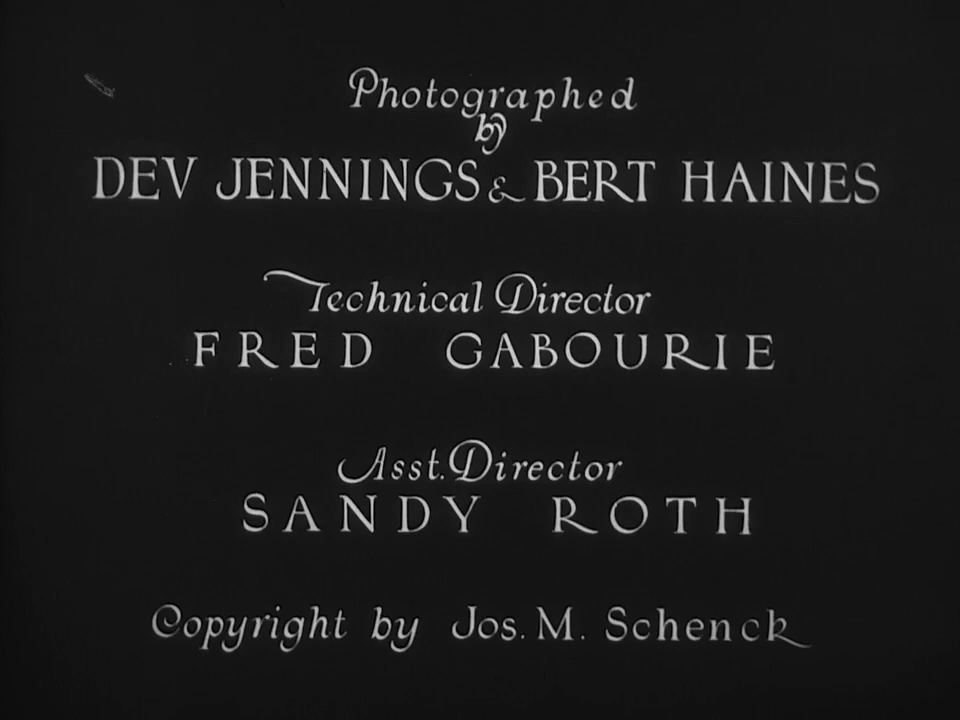 Photographed
by
DEV JENNINGS & BERT HAINES
Technical Director
FRED GABOURIE
Asst. Director
SANDY ROTH
Copyright by Jos. M. Schenck